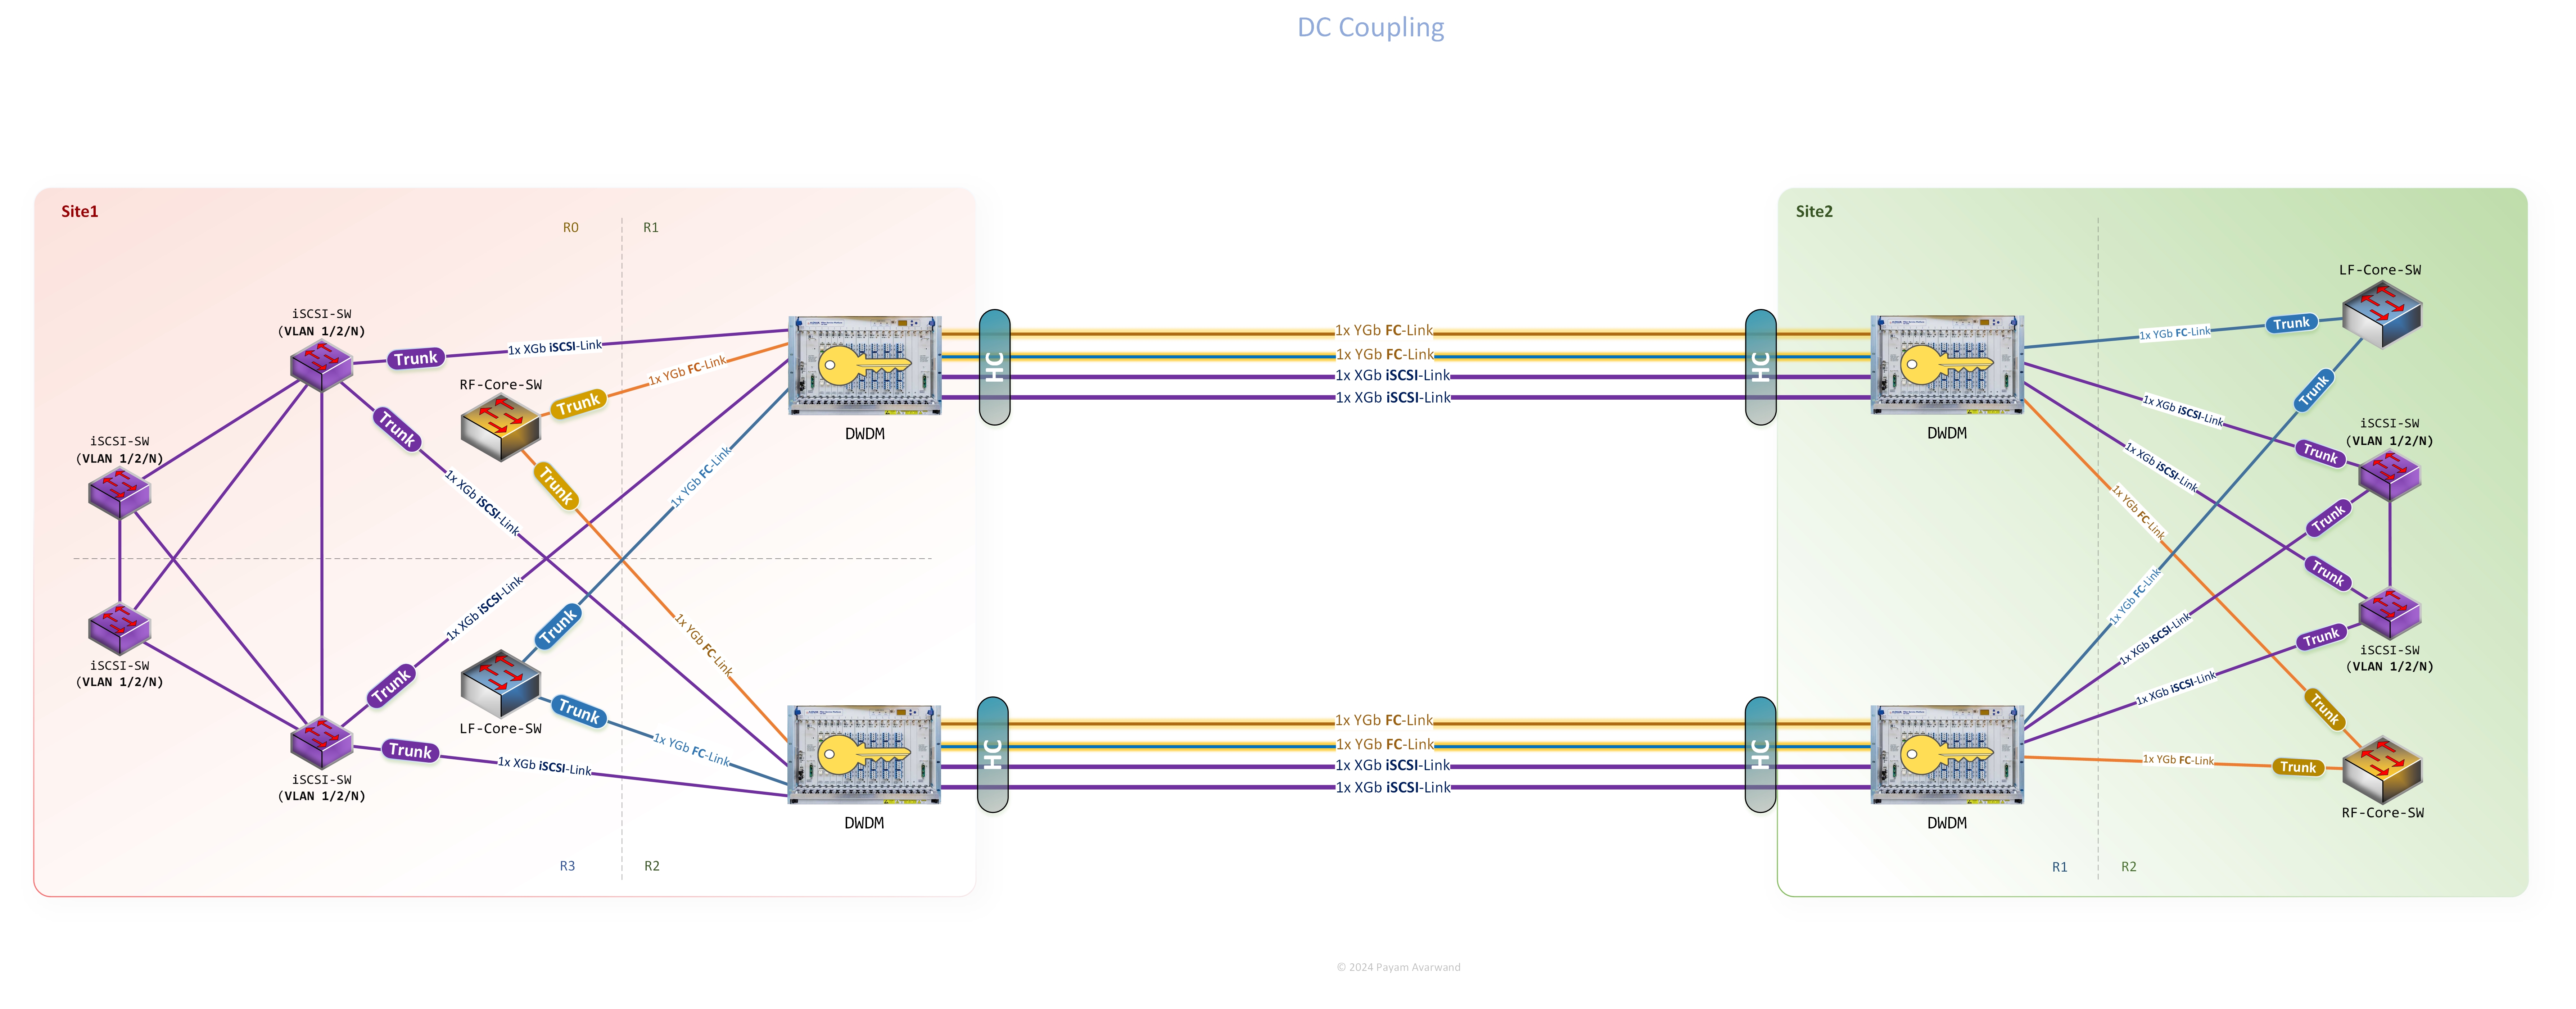 DC Coupling
Site1
R0
R1
iSCSI-SW
(VLAN 1/2/N)
Trunk
1x XGb iSCSI-Link
RF-Core-SW
Trunk
1x YGb FC-Link
Trunk
Trunk
1x XGb iSCSI-Link
1x YGb FC-Link
DWDM
iSCSI-SW
(VLAN 1/2/N)
iSCSI-SW
(VLAN 1/2/N)
1x XGb iSCSI-Link
Trunk
1x YGb FC-Link
Trunk
LF-Core-SW
Trunk
1x YGb FC-Link
Trunk
1x XGb iSCSI-Link
iSCSI-SW
(VLAN 1/2/N)
DWDM
R3
R2
HC
1x YGb FC-Link
1x YGb FC-Link
1x XGb iSCSI-Link
1x XGb iSCSI-Link
HC
HC
1x YGb FC-Link
1x YGb FC-Link
1x XGb iSCSI-Link
1x XGb iSCSI-Link
HC
Site2
LF-Core-SW
1x YGb FC-Link
Trunk
Trunk
DWDM
1x XGb iSCSI-Link
Trunk
iSCSI-SW
(VLAN 1/2/N)
1x XGb iSCSI-Link
1x YGb FC-Link
Trunk
Trunk
1x YGb FC-Link
1x XGb iSCSI-Link
Trunk
iSCSI-SW
(VLAN 1/2/N)
1x XGb iSCSI-Link
Trunk
1x YGb FC-Link
Trunk
RF-Core-SW
DWDM
R1
R2
© 2024 Payam Avarwand